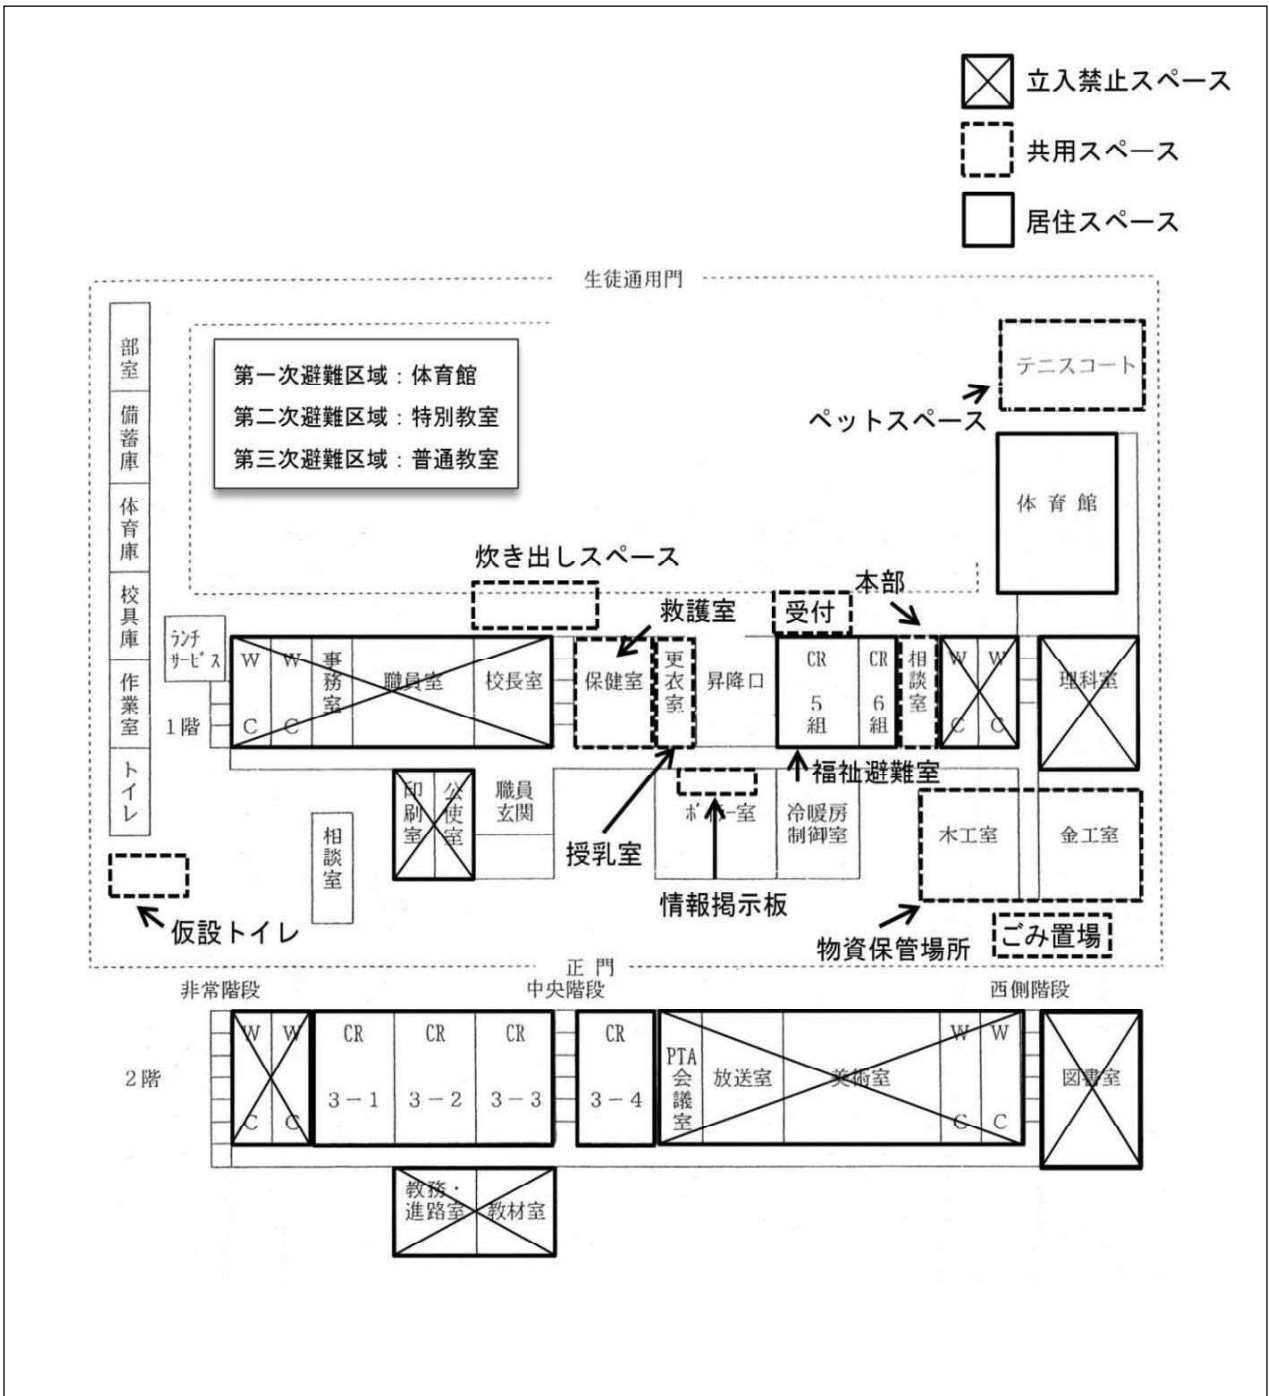 立入禁止スペース
共用スペース
居住スペース
生徒通用門
部室
備蓄庫
体育庫
校具庫
作業室
トイレ
第一次避難区域：体育館
第二次避難区域：特別教室
第三次避難区域：普通教室
テニスコート
ペットスペース
体育館
炊き出しスペース
救護室
受付
本部
ランチ
サービス
1階
WC
WC
事務室
職員室
校長室
保健室
更衣室
昇降口
CR
5組
CR
6組
相談室
WC
WC
理科室
福祉避難室
印刷室
公使室
職員
玄関
相談室
授乳室
ボイラー室
冷暖房
制御室
木工室
金工室
情報掲示板
仮設トイレ
物資保管場所
ごみ置場
正門
非常階段
中央階段
西側階段
2階
WC
WC
CR
3－1
CR
3－2
CR
3－3
CR
3－4
PTA
会議室
放送室
美術室
WC
WC
図書室
教務・
進路室
教材室